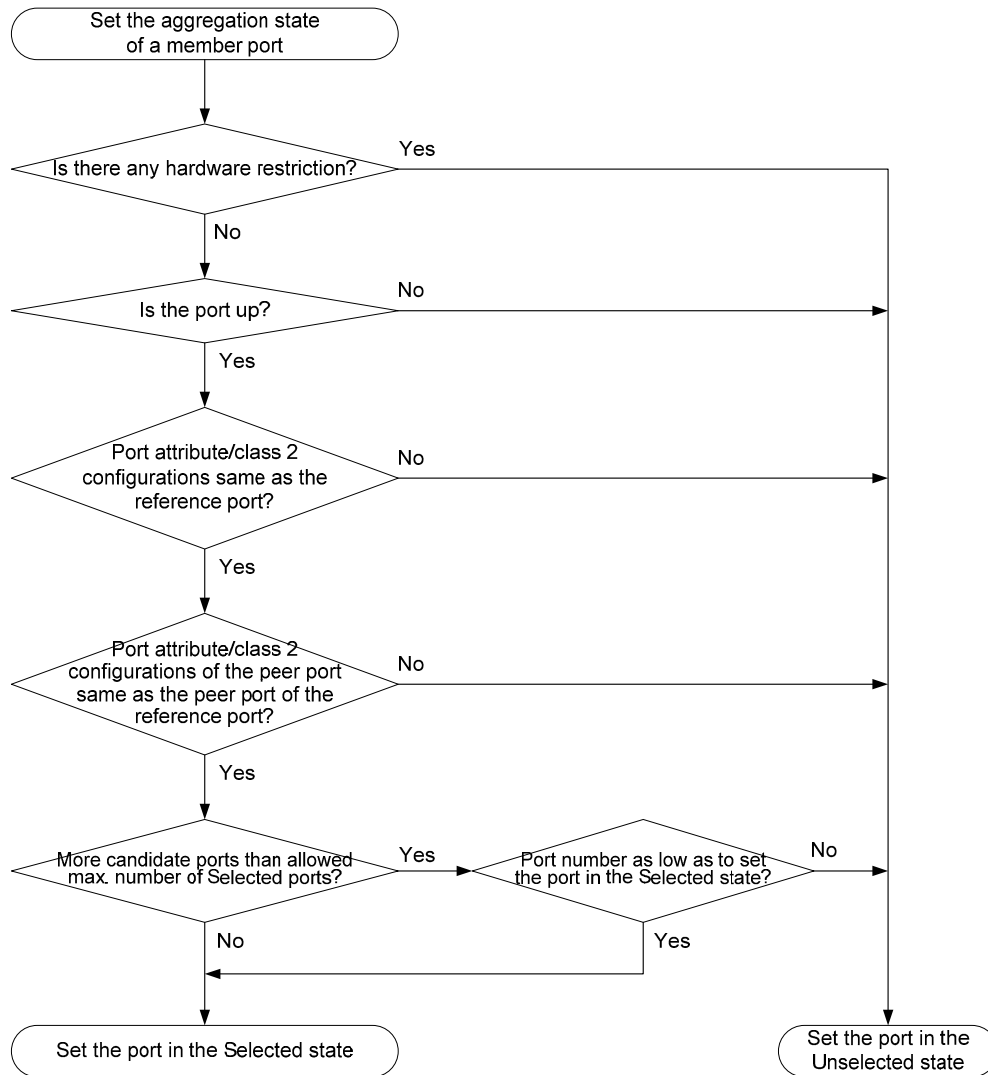 Set the aggregation state
of a member port
Is there any hardware restriction?
Yes
No
Is the port up?
No
Yes
Port attribute/class 2
configurations same as the
reference port?
No
Yes
Port attribute/class 2
configurations of the peer port
same as the peer port of the
reference port?
No
Yes
More candidate ports than allowed
max. number of Selected ports?
Yes
Port number as low as to set
the port in the Selected state?
No
No
Yes
Set the port in the Selected state
Set the port in the
Unselected state